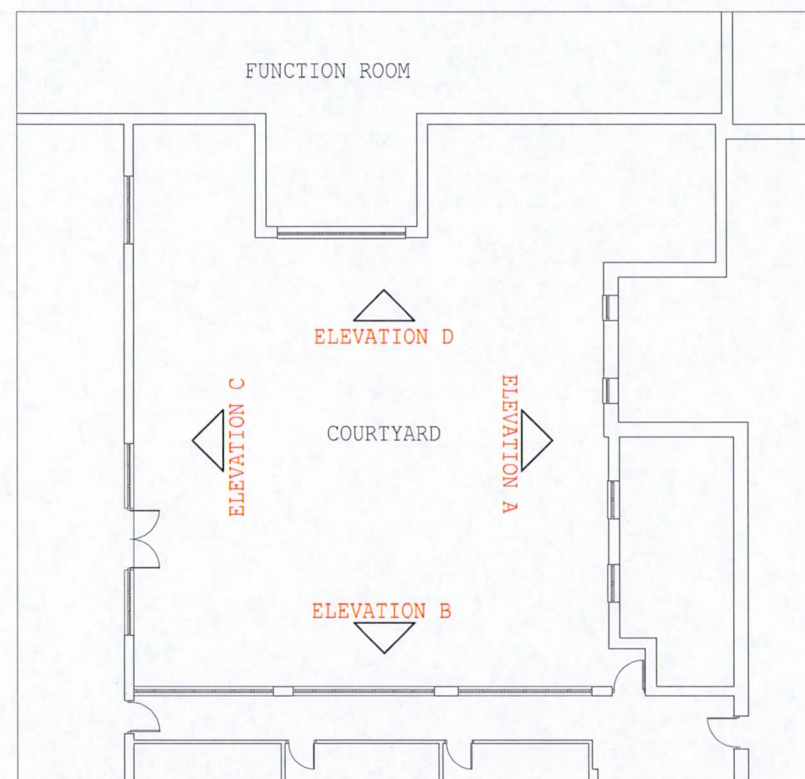 FUNCTION ROOM
ELEVATION D
ELEVATION C
COURTYARD
ELEVATION A
ELEVATION B